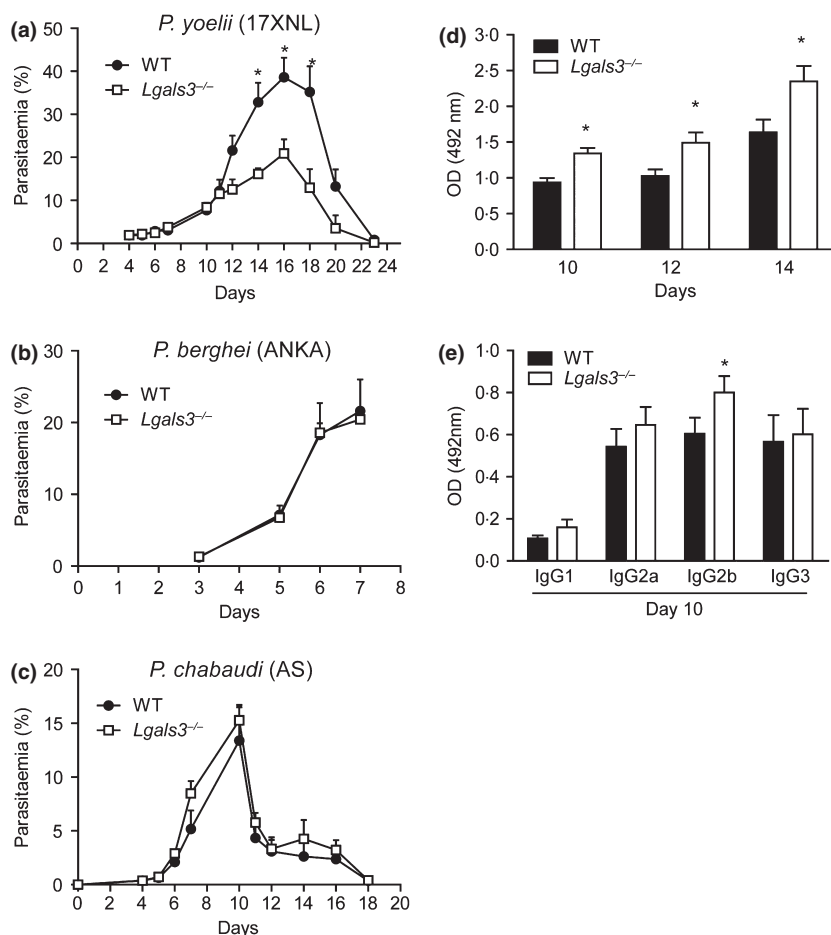 (a)
P. yoelii (17XNL)
50
40
30
20
10
0
Parasitaemia (%)
WT
Lgals3–/–
* * *
0 2 4 6 8 10 12 14 16 18 20 22 24
Days
(b)
P. berghei (ANKA)
30
20
10
0
Parasitaemia (%)
WT
Lgals3–/–
0 1 2 3 4 5 6 7 8
Days
(c)
P. chabaudi (AS)
20
15
10
5
0
Parasitaemia (%)
WT
Lgals3–/–
0 2 4 6 8 10 12 14 16 18 20
Days
(d)
3·0
2·5
2·0
1·5
1·0
0·5
0·0
OD (492 nm)
WT
Lgals3–/–
* * *
10 12 14
Days
(e)
1·0
0·8
0·6
0·4
0·2
0·0
OD (492nm)
WT
Lgals3–/–
*
IgG1 IgG2a IgG2b IgG3
Day 10